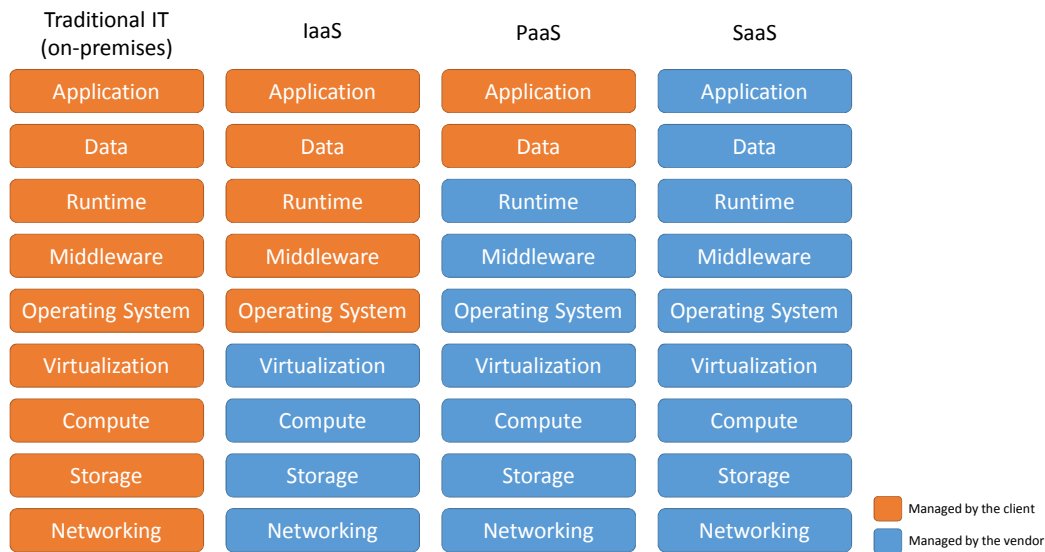 Traditional IT
(on-premises)
IaaS
PaaS
SaaS
Application
Application
Application
Application
Data
Data
Data
Data
Runtime
Runtime
Runtime
Runtime
Middleware
Middleware
Middleware
Middleware
Operating System
Operating System
Operating System
Operating System
Virtualization
Virtualization
Virtualization
Virtualization
Compute
Compute
Compute
Compute
Storage
Storage
Storage
Storage
Networking
Networking
Networking
Networking
Managed by the client
Managed by the vendor